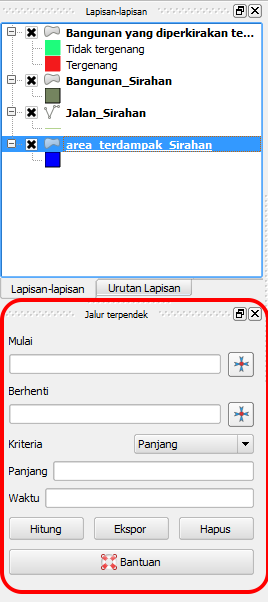 Lapisan-lapisan
Bangunan yang diperkirakan te...
Tidak tergenang
Tergenang
Bangunan_Sirahan
Jalan_Sirahan
area_terdampak_Sirahan
Lapisan-lapisan Urutan Lapisan
Jalur terpendek
Mulai
Berhenti
Kriteria Panjang
Panjang
Waktu
Hitung Ekspor Hapus
Bantuan